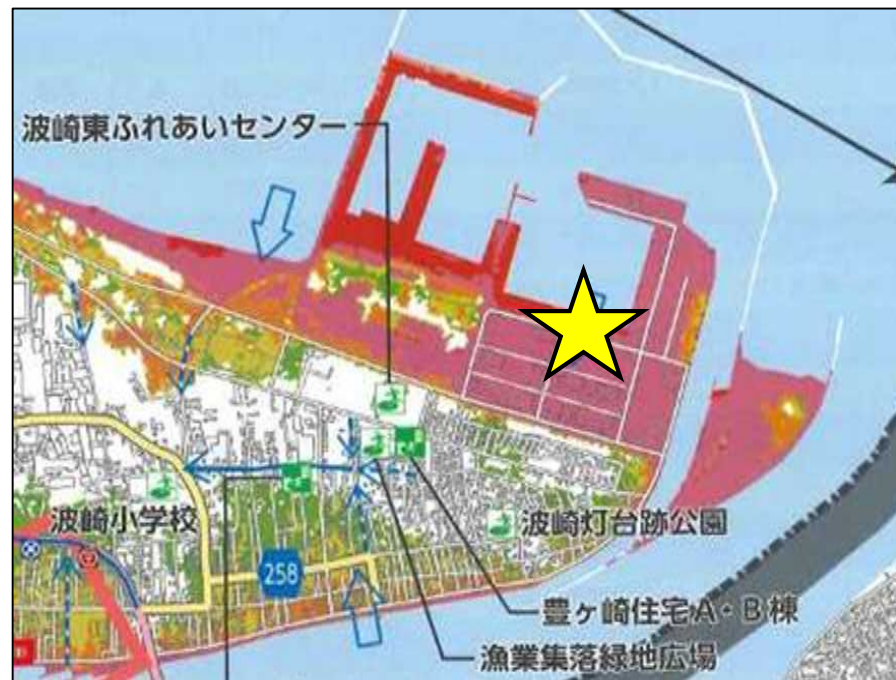 波崎東ふれあいセンター
波崎小学校
波崎灯台跡公園
258
豊ヶ崎住宅A・B棟
漁業集落緑地広場